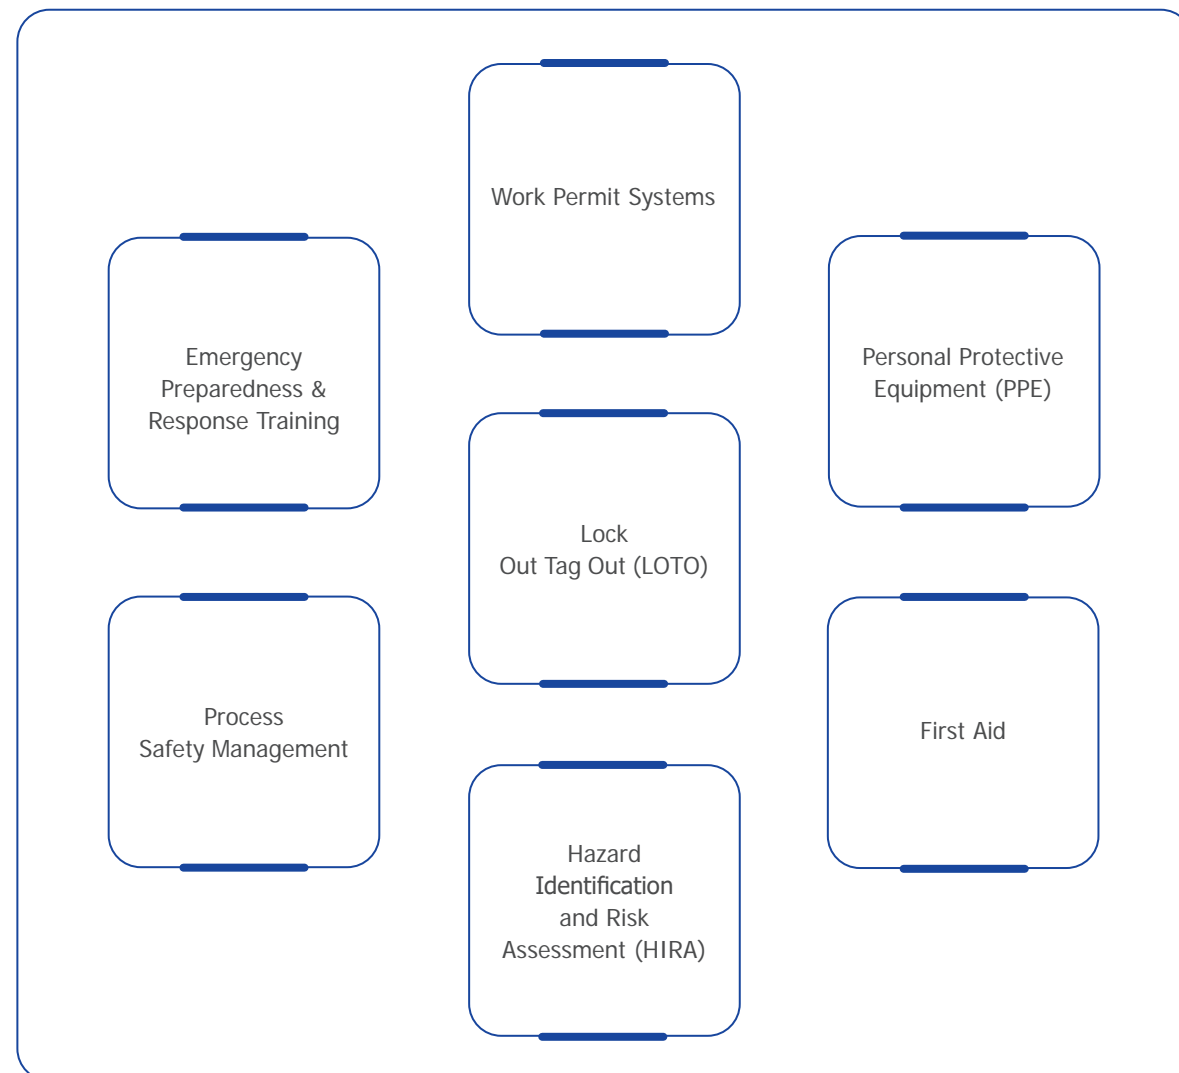 Work Permit Systems
Emergency
Preparedness &
Response Training
Personal Protective
Equipment (PPE)
Lock
Out Tag Out (LOTO)
Process
Safety Management
First Aid
Hazard
Identification
and Risk
Assessment (HIRA)